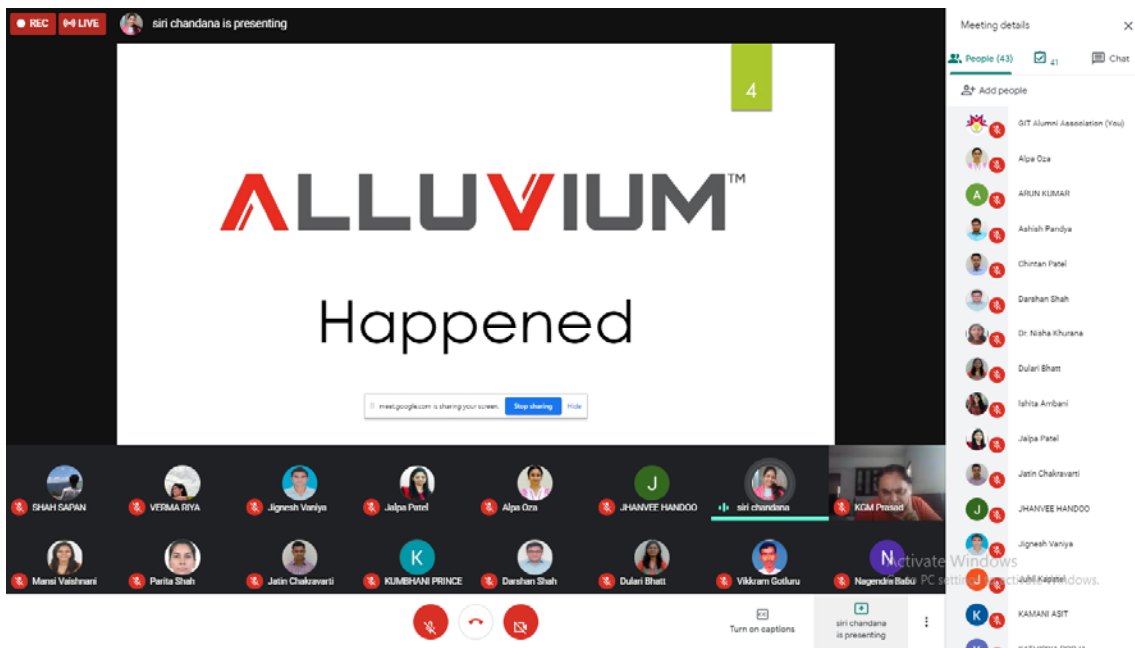 REC
LIVE
siri chandana is presenting
4
ALLUVIUM™
Happened
meet.google.com is sharing your screen.
Stop sharing
Hide
SHAH SAPAN
VERMA RIYA
Jignesh Vaniya
Jalpa Patel
Alpa Oza
J
JHANVEE HANDOO
siri chandana
KGM Prasad
Mansi Vaishnani
Parita Shah
Jatin Chakravarti
K
KUMBHANI PRINCE
Darshan Shah
Dulari Bhatt
Vikkram Gotluru
N
Nagendra Babu
Turn on captions
siri chandana
is presenting
Meeting details
People (43)
41
Chat
Add people
GIT Alumni Association (You)
Alpa Oza
A
ARUN KUMAR
Ashish Pandya
Chintan Patel
Darshan Shah
Dr. Nisha Khurana
Dulari Bhatt
Ishita Ambani
Jalpa Patel
Jatin Chakravarti
J
JHANVEE HANDOO
Jignesh Vaniya
Activate Windows
K
KAMANI ASIT